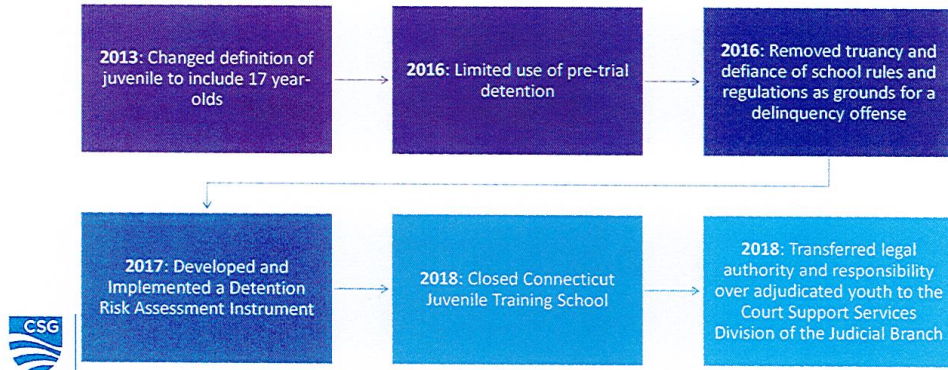 2013: Changed definition of
juvenile to include 17 year-
olds
2016: Limited use of pre-trial
detention
2016: Removed truancy and
defiance of school rules and
regulations as grounds for a
delinquency offense
2017: Developed and
Implemented a Detention
Risk Assessment Instrument
2018: Closed Connecticut
Juvenile Training School
2018: Transferred legal
authority and responsibility
over adjudicated youth to the
Court Support Services
Division of the Judicial Branch
CSG